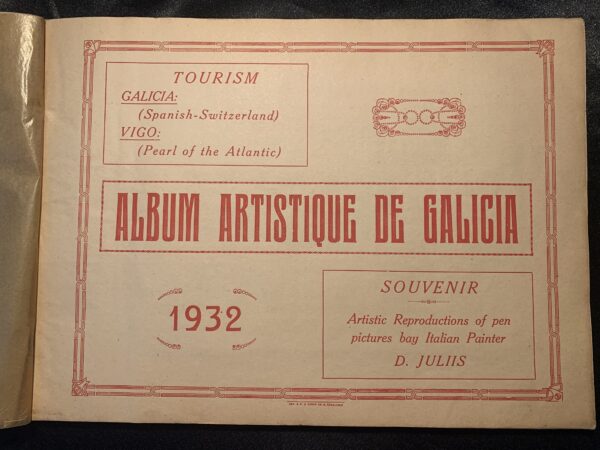 TOURISM
GALICIA:
(Spanish-Switzerland)
VIGO:
(Pearl of the Atlantic)
ALBUM ARTISTIQUE DE GALICIA
1932
SOUVENIR
Artistic Reproductions of pen
pictures bay Italian Painter
D. JULIIS